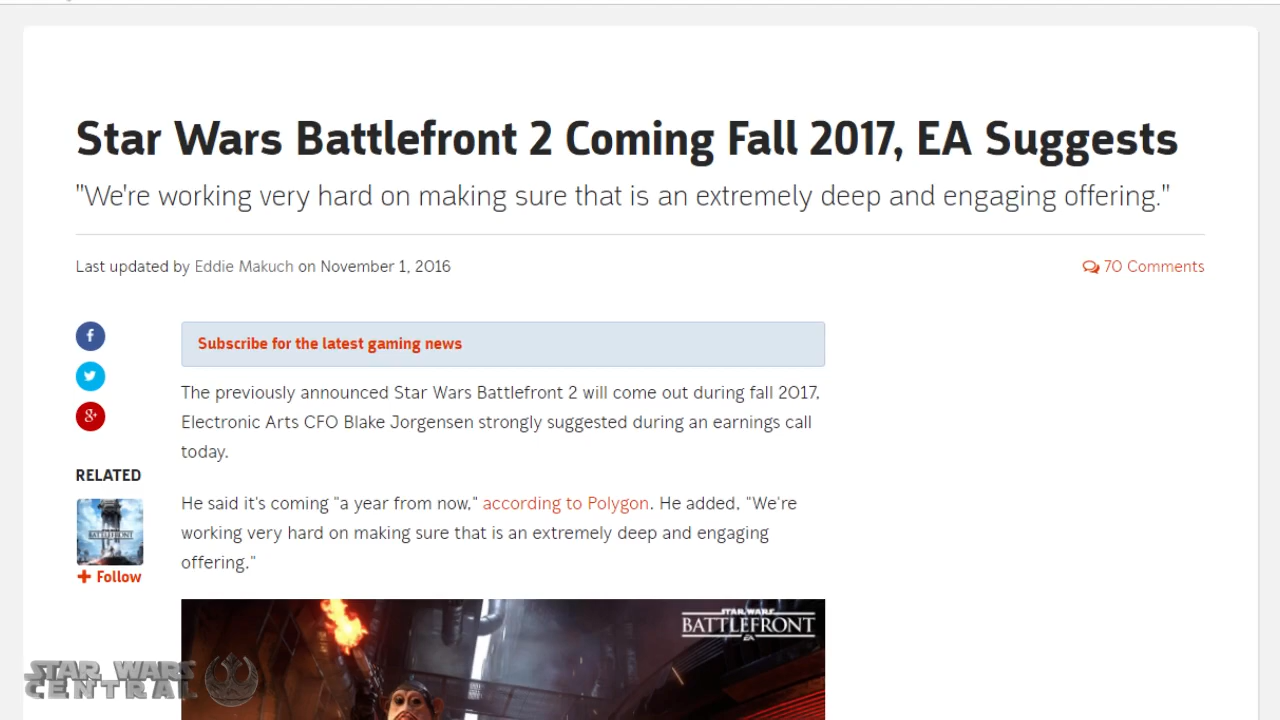 Star Wars Battlefront 2 Coming Fall 2017, EA Suggests
"We're working very hard on making sure that is an extremely deep and engaging offering."
Last updated by Eddie Makuch on November 1, 2016
70 Comments
f
g+
Subscribe for the latest gaming news
The previously announced Star Wars Battlefront 2 will come out during fall 2017,
Electronic Arts CFO Blake Jorgensen strongly suggested during an earnings call
today.
RELATED
BATTLEFRONT
+ Follow
He said it's coming "a year from now," according to Polygon. He added, "We're
working very hard on making sure that is an extremely deep and engaging
offering."
STAR WARS
BATTLEFRONT
EA
STAR WARS
CENTRAL